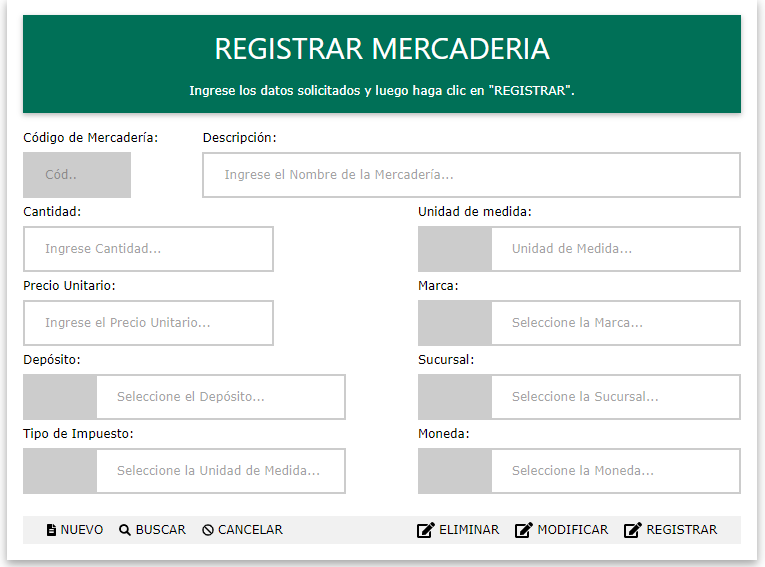 REGISTRAR MERCADERIA
Ingrese los datos solicitados y luego haga clic en "REGISTRAR".
Código de Mercadería: Descripción:
Cód.. Ingrese el Nombre de la Mercadería...
Cantidad: Unidad de medida:
Ingrese Cantidad... Unidad de Medida...
Precio Unitario: Marca:
Ingrese el Precio Unitario... Seleccione la Marca...
Depósito: Sucursal:
Seleccione el Depósito... Seleccione la Sucursal...
Tipo de Impuesto: Moneda:
Seleccione la Unidad de Medida... Seleccione la Moneda...
NUEVO BUSCAR CANCELAR ELIMINAR MODIFICAR REGISTRAR